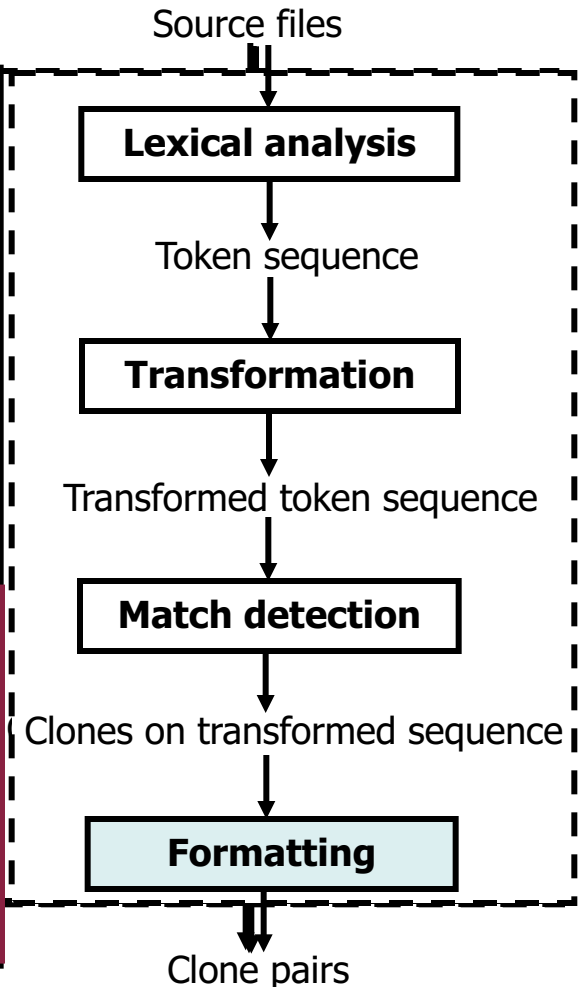 Source files
Lexical analysis
Token sequence
Transformation
Transformed token sequence
Match detection
Clones on transformed sequence
Formatting
Clone pairs